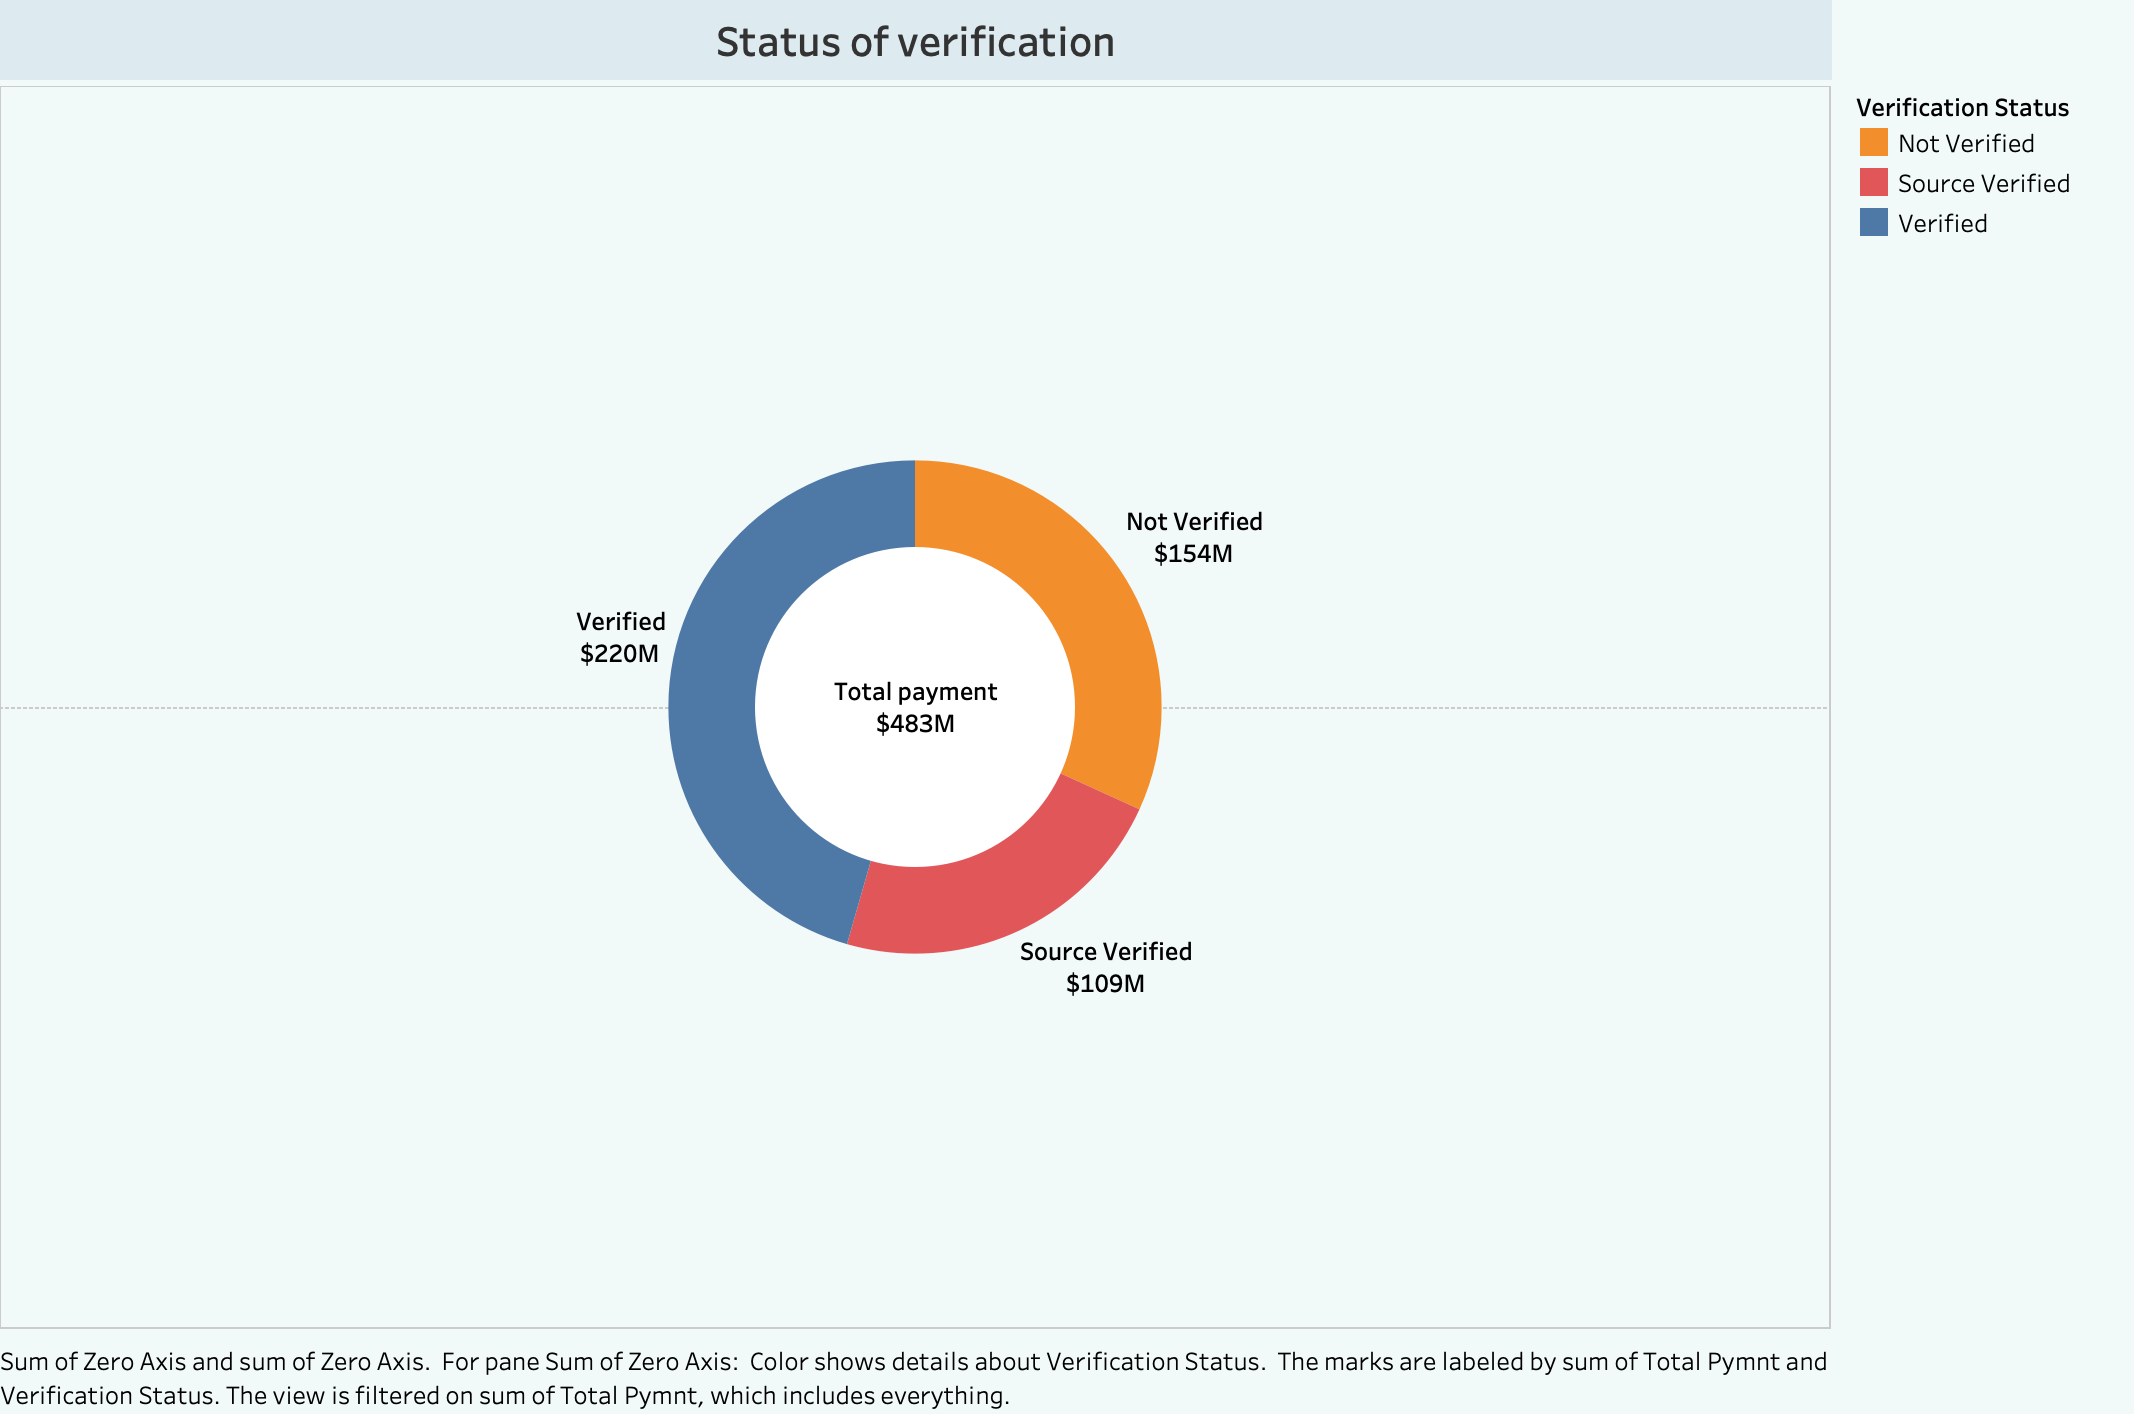 Status of verification
Verification Status
Not Verified
Source Verified
Verified
Not Verified
$154M
Verified
$220M
Total payment
$483M
Source Verified
$109M
Sum of Zero Axis and sum of Zero Axis.  For pane Sum of Zero Axis:  Color shows details about Verification Status.  The marks are labeled by sum of Total Pymnt and
Verification Status. The view is filtered on sum of Total Pymnt, which includes everything.